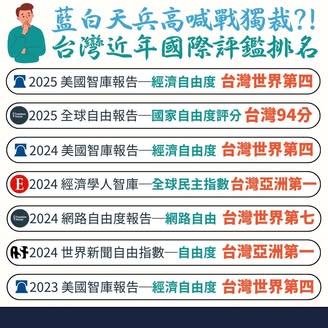 藍白天兵高喊戰獨裁?!
台灣近年國際評鑑排名
2025 美國智庫報告—經濟自由度 台灣世界第四
2025 全球自由報告—國家自由度評分 台灣94分
2024 美國智庫報告—經濟自由度 台灣世界第四
2024 經濟學人智庫—全球民主指數 台灣亞洲第一
2024 網路自由度報告—網路自由 台灣世界第七
2024 世界新聞自由指數—自由度 台灣亞洲第一
2023 美國智庫報告—經濟自由度 台灣世界第四